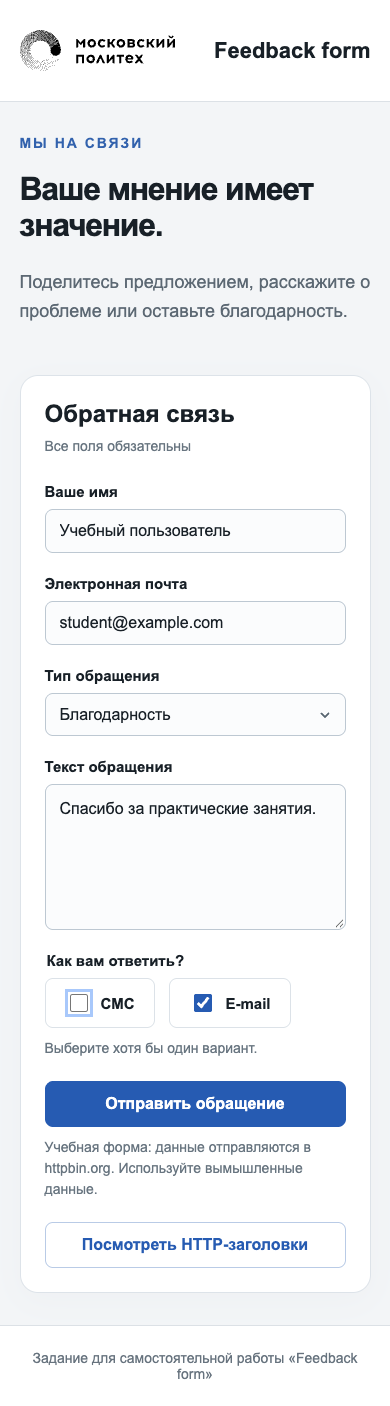 московский
политех
Feedback form
МЫ НА СВЯЗИ
Ваше мнение имеет
значение.
Поделитесь предложением, расскажите о
проблеме или оставьте благодарность.
Обратная связь
Все поля обязательны
Ваше имя
Учебный пользователь
Электронная почта
student@example.com
Тип обращения
Благодарность
Текст обращения
Спасибо за практические занятия.
Как вам ответить?
СМС
E-mail
Выберите хотя бы один вариант.
Отправить обращение
Учебная форма: данные отправляются в
httpbin.org. Используйте вымышленные
данные.
Посмотреть HTTP-заголовки
Задание для самостоятельной работы «Feedback
form»